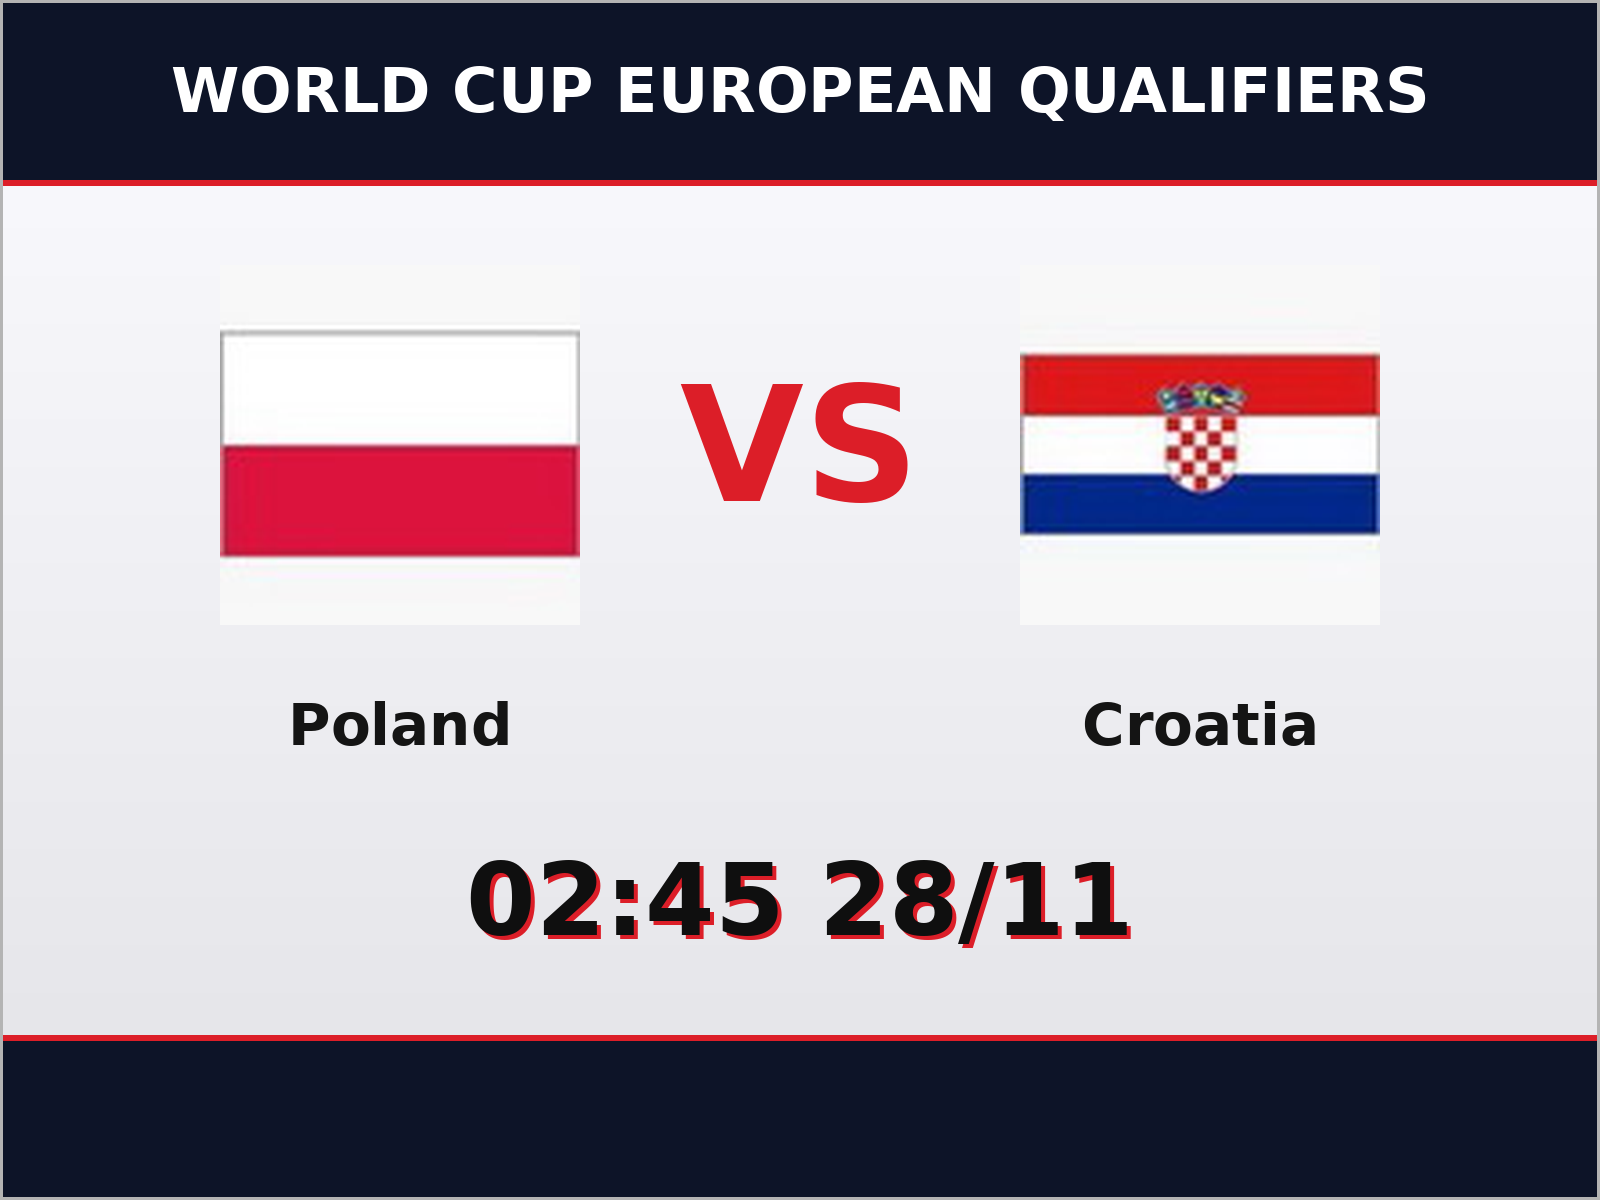 WORLD CUP EUROPEAN QUALIFIERS
VS
Poland
Croatia
02:45 28/11